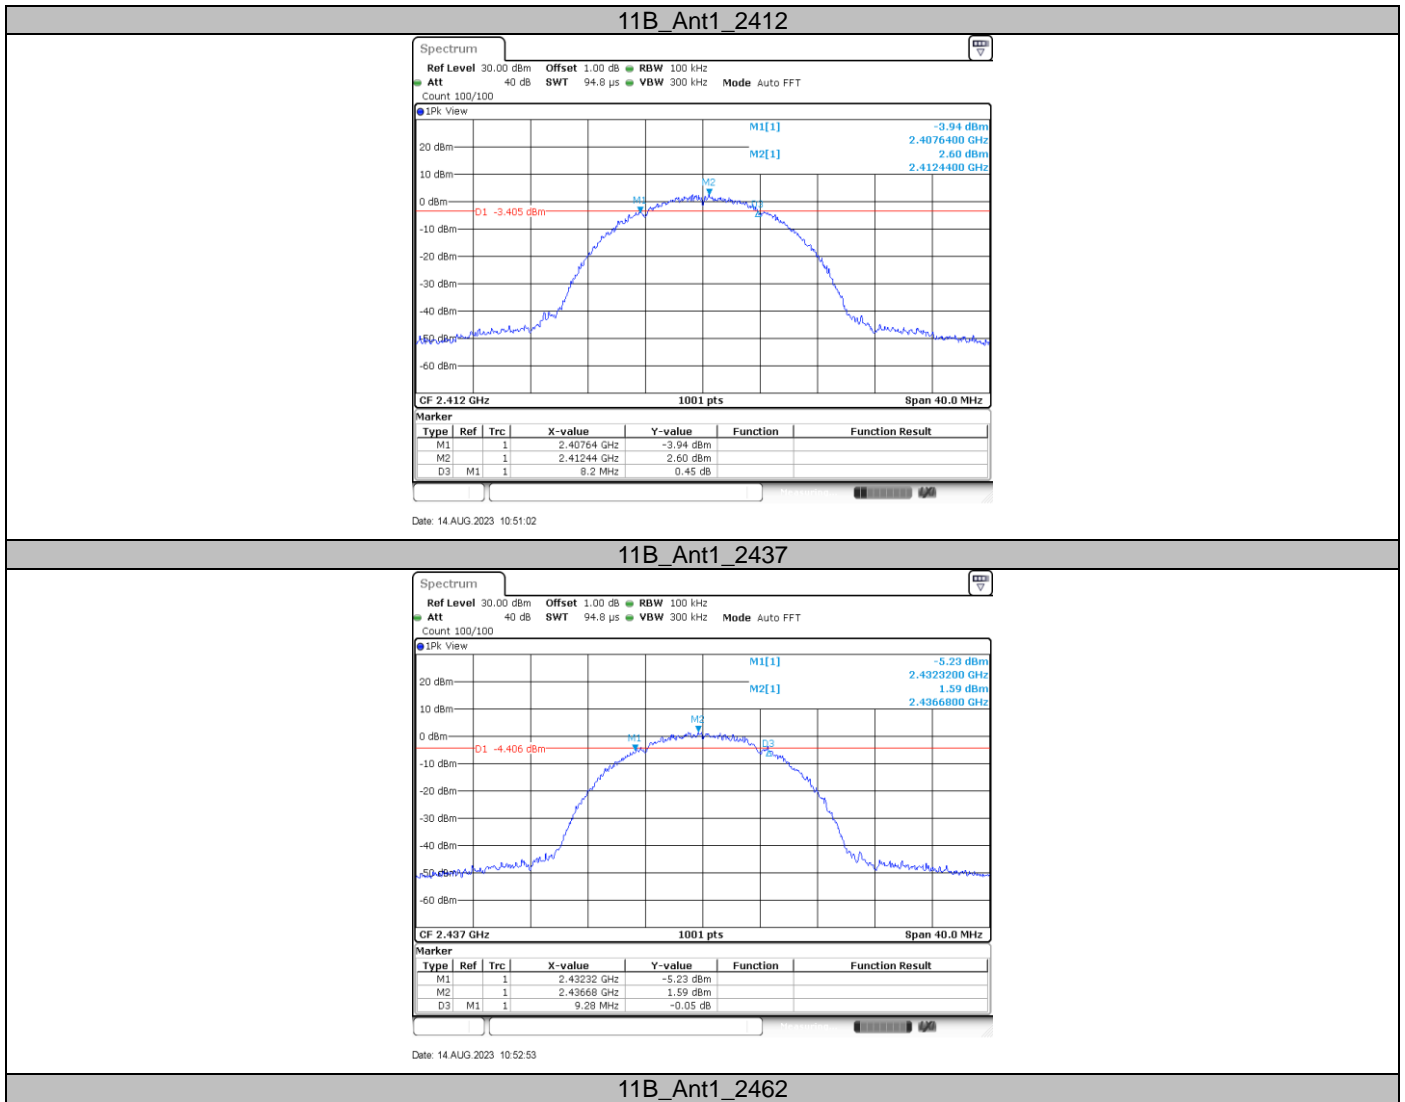 11B_Ant1_2412
Spectrum
Ref Level 30.00 dBm Offset 1.00 dB RBW 100 kHz
Att 40 dB SWT 94.8 µs VBW 300 kHz Mode Auto FFT
Count 100/100
1Pk View
M1[1] -3.94 dBm
2.4076400 GHz
20 dBm
M2[1] 2.60 dBm
2.4124400 GHz
10 dBm
M2
0 dBm
M1
D3
D1 -3.405 dBm
-10 dBm
-20 dBm
-30 dBm
-40 dBm
-50 dBm
-60 dBm
CF 2.412 GHz 1001 pts Span 40.0 MHz
Marker
Type Ref Trc X-value Y-value Function Function Result
M1 1 2.40764 GHz -3.94 dBm
M2 1 2.41244 GHz 2.60 dBm
D3 M1 1 8.2 MHz 0.45 dB
Date: 14.AUG.2023 10:51:02
11B_Ant1_2437
Spectrum
Ref Level 30.00 dBm Offset 1.00 dB RBW 100 kHz
Att 40 dB SWT 94.8 µs VBW 300 kHz Mode Auto FFT
Count 100/100
1Pk View
M1[1] -5.23 dBm
2.4323200 GHz
20 dBm
M2[1] 1.59 dBm
2.4366800 GHz
10 dBm
M2
0 dBm
M1
D3
D1 -4.406 dBm
-10 dBm
-20 dBm
-30 dBm
-40 dBm
-50 dBm
-60 dBm
CF 2.437 GHz 1001 pts Span 40.0 MHz
Marker
Type Ref Trc X-value Y-value Function Function Result
M1 1 2.43232 GHz -5.23 dBm
M2 1 2.43668 GHz 1.59 dBm
D3 M1 1 9.28 MHz -0.05 dB
Date: 14.AUG.2023 10:52:53
11B_Ant1_2462